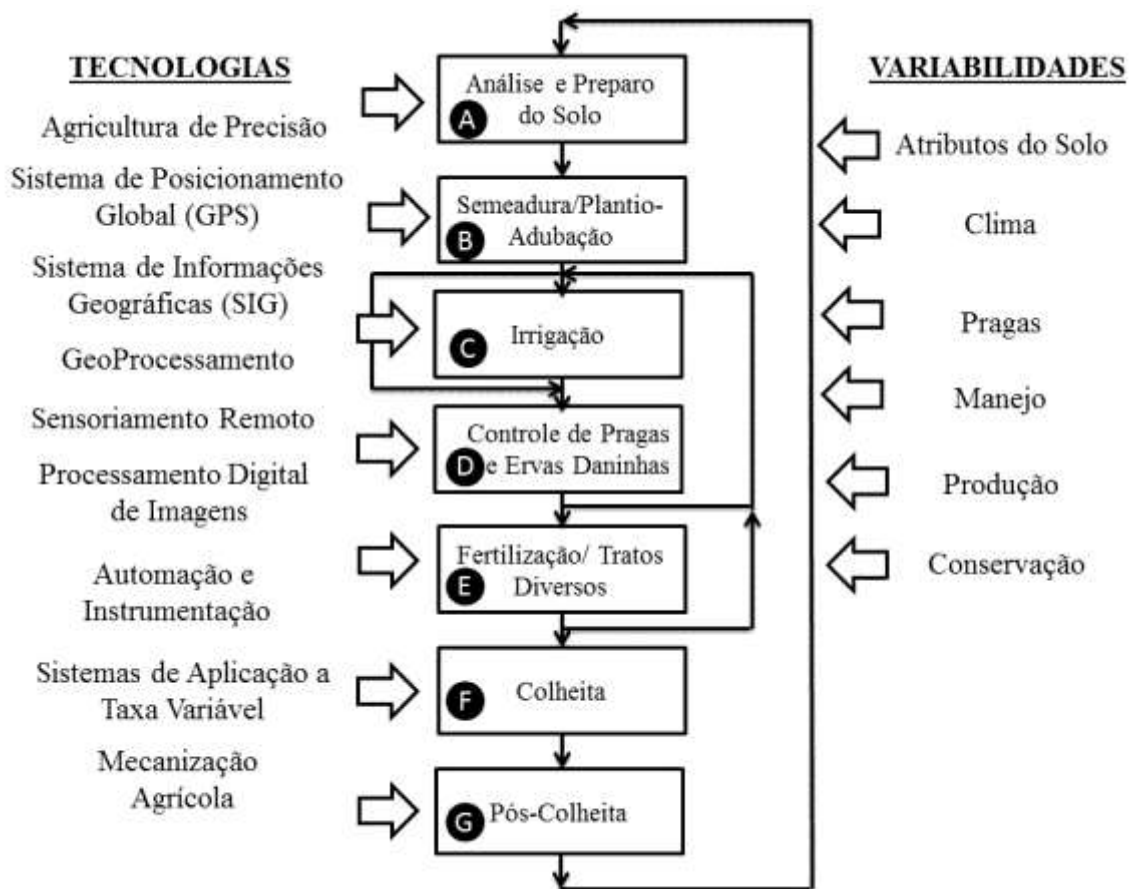 TECNOLOGIAS
Agricultura de Precisão
Sistema de Posicionamento
Global (GPS)
Sistema de Informações
Geográficas (SIG)
GeoProcessamento
Sensoriamento Remoto
Processamento Digital
de Imagens
Automação e
Instrumentação
Sistemas de Aplicação a
Taxa Variável
Mecanização
Agrícola
Análise e Preparo
A do Solo
Semeadura/Plantio-
B Adubação
C Irrigação
Controle de Pragas
D e Ervas Daninhas
Fertilização/ Tratos
E Diversos
F Colheita
G Pós-Colheita
VARIABILIDADES
Atributos do Solo
Clima
Pragas
Manejo
Produção
Conservação